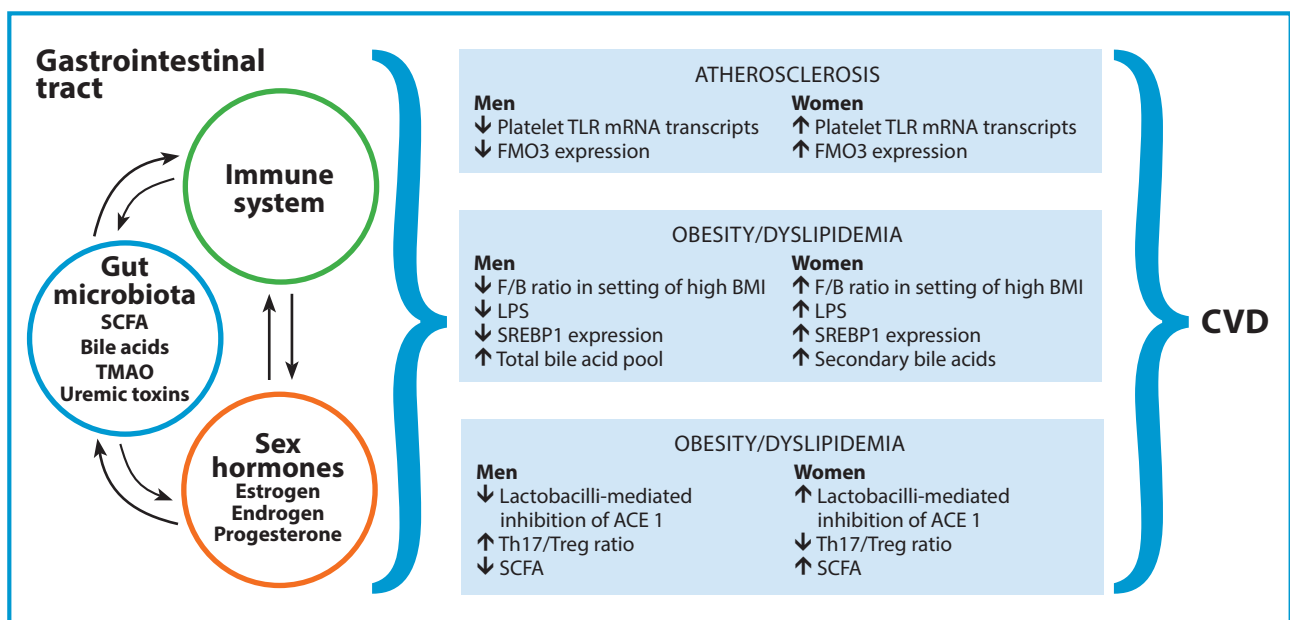 Gastrointestinal
tract
Immune
system
Gut
microbiota
SCFA
Bile acids
TMAO
Uremic toxins
Sex
hormones
Estrogen
Endrogen
Progesterone
ATHEROSCLEROSIS
Men
↓ Platelet TLR mRNA transcripts
↓ FMO3 expression
Women
↑ Platelet TLR mRNA transcripts
↑ FMO3 expression
OBESITY/DYSLIPIDEMIA
Men
↓ F/B ratio in setting of high BMI
↓ LPS
↓ SREBP1 expression
↑ Total bile acid pool
Women
↑ F/B ratio in setting of high BMI
↑ LPS
↑ SREBP1 expression
↑ Secondary bile acids
OBESITY/DYSLIPIDEMIA
Men
↓ Lactobacilli-mediated
inhibition of ACE 1
↑ Th17/Treg ratio
↓ SCFA
Women
↑ Lactobacilli-mediated
inhibition of ACE 1
↓ Th17/Treg ratio
↑ SCFA
CVD